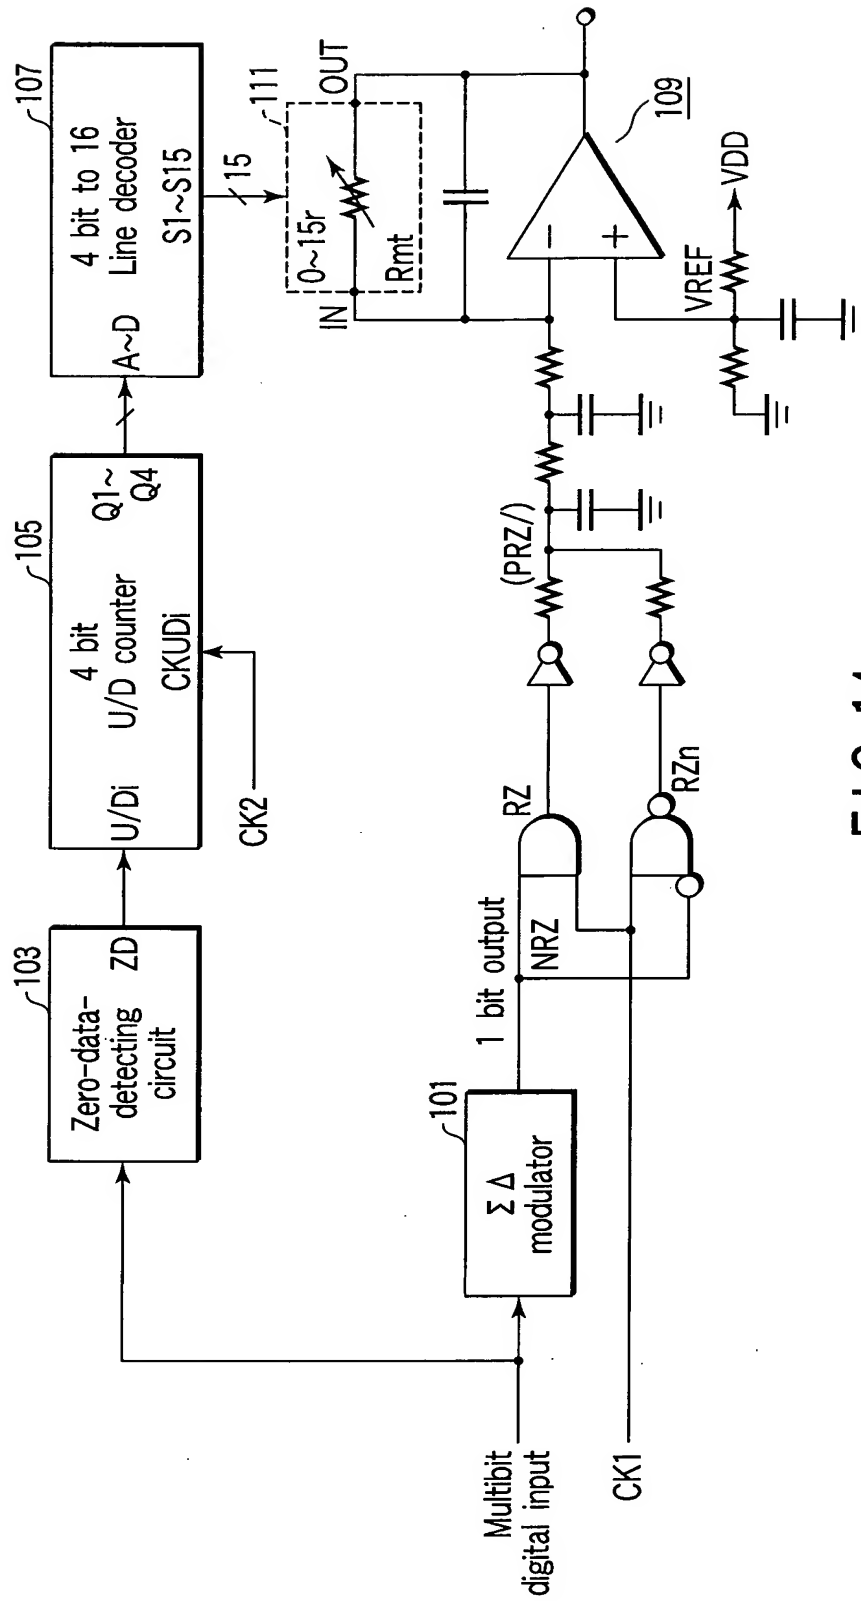 103
Zero-data-
detecting
circuit
ZD
105
U/Di
4 bit
U/D counter
CKUDi
Q1~
Q4
CK2
107
A~D
4 bit to 16
Line decoder
S1~S15
15
111
0~15r
Rmt
IN
OUT
Multibit
digital input
101
Σ Δ
modulator
1 bit output
NRZ
RZ
RZn
CK1
(PRZ/)
−
+
109
VREF
VDD